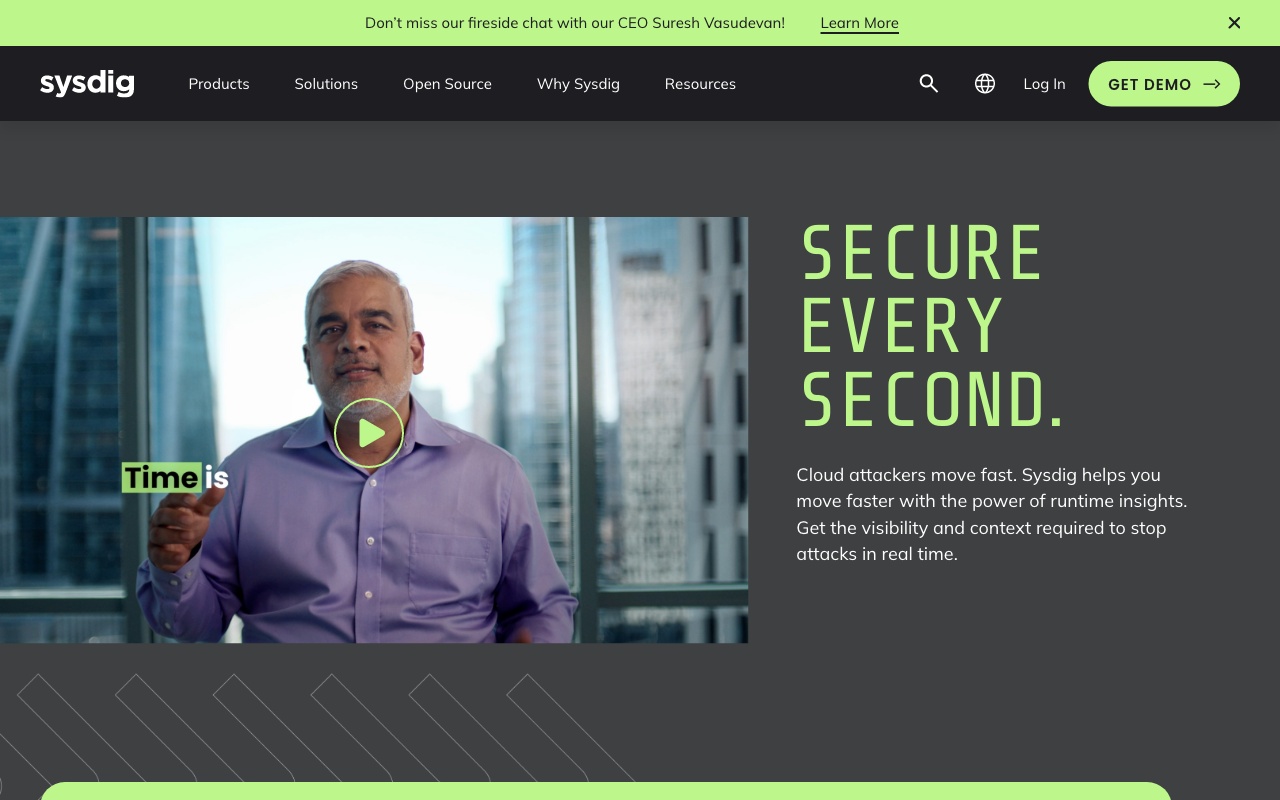 Don’t miss our fireside chat with our CEO Suresh Vasudevan! Learn More
sysdig Products Solutions Open Source Why Sysdig Resources Log In GET DEMO
SECURE
EVERY
SECOND.
Time is
Cloud attackers move fast. Sysdig helps you
move faster with the power of runtime insights.
Get the visibility and context required to stop
attacks in real time.